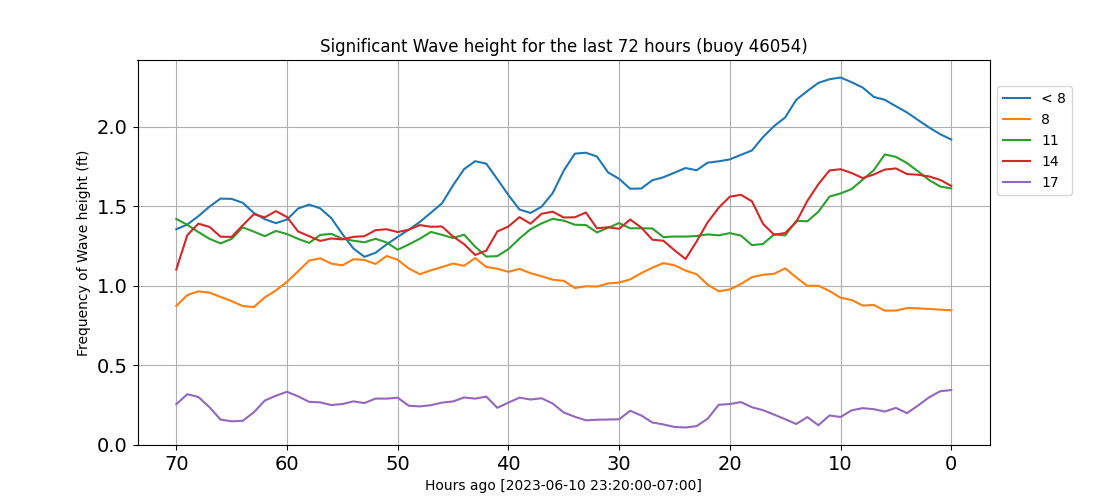 Significant Wave height for the last 72 hours (buoy 46054)
Frequency of Wave height (ft)
2.0
1.5
1.0
0.5
0.0
70 60 50 40 30 20 10 0
Hours ago [2023-06-10 23:20:00-07:00]
< 8
8
11
14
17